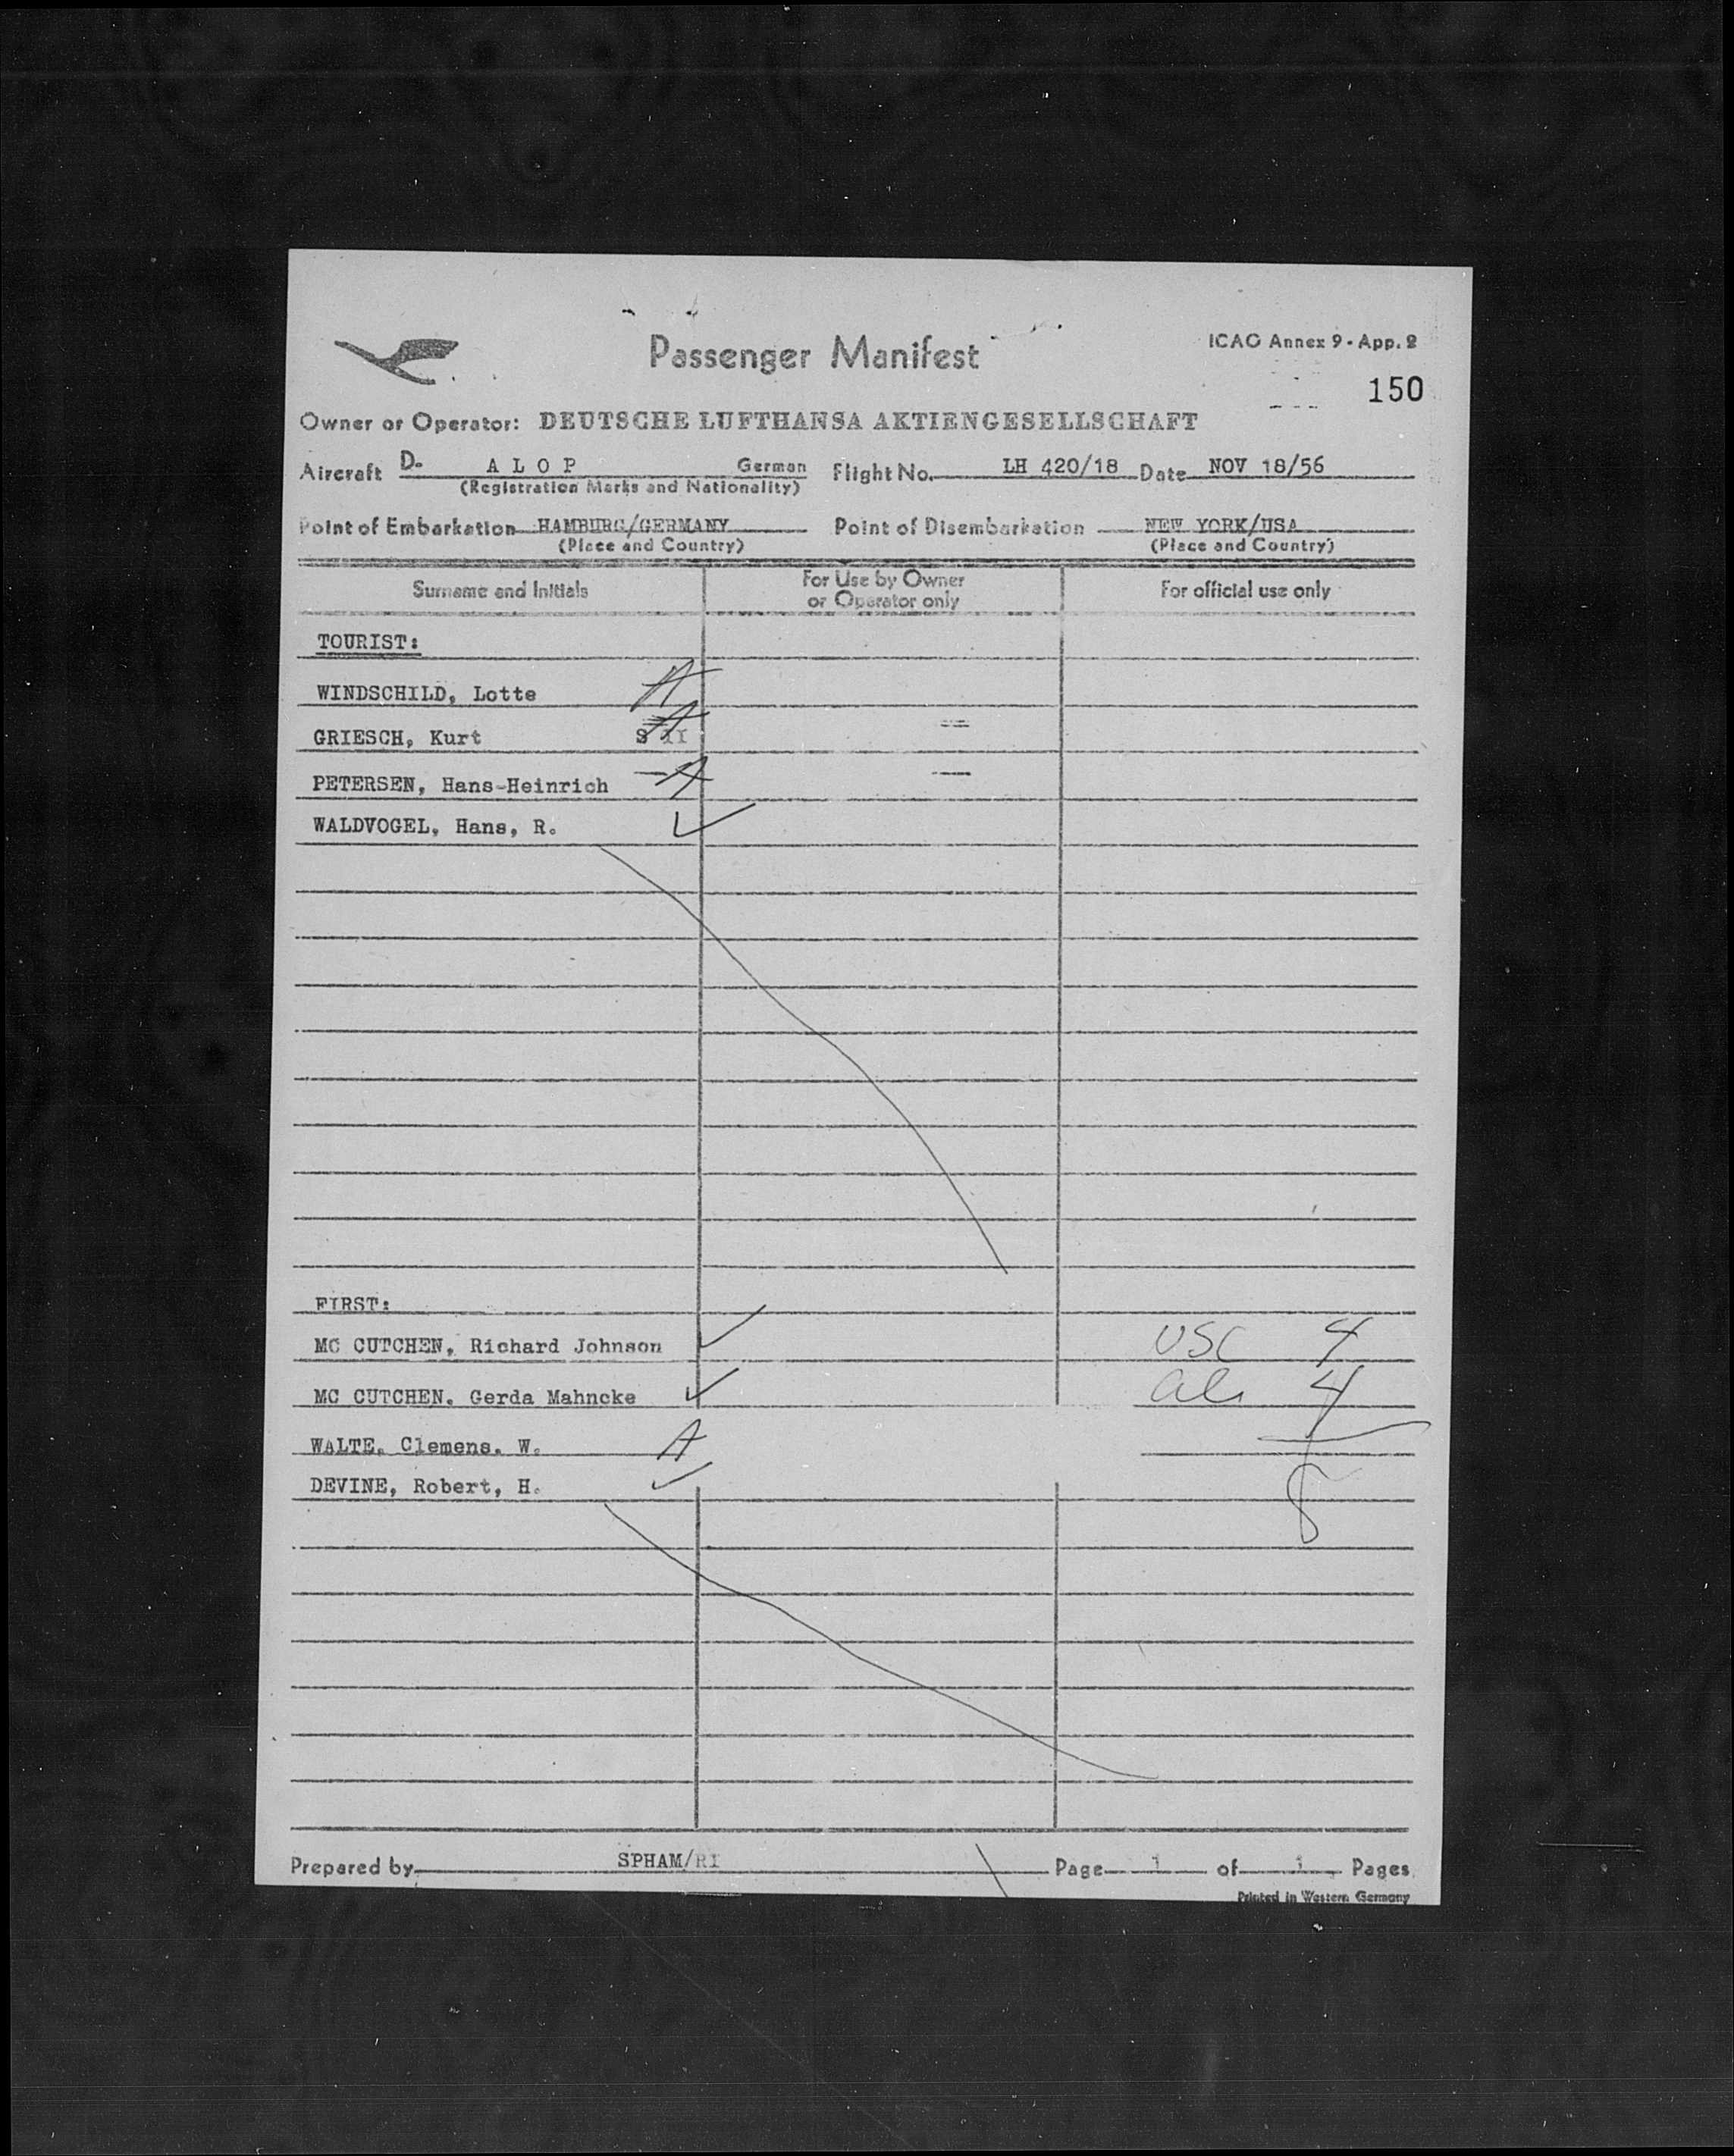 Passenger Manifest
ICAO Annex 9 - App. 2
150
Owner or Operator: DEUTSCHE LUFTHANSA AKTIENGESELLSCHAFT
Aircraft D- A L O P German Flight No. LH 420/18 Date NOV 18/56
(Registration Marks and Nationality)
Point of Embarkation HAMBURG/GERMANY Point of Disembarkation NEW YORK/USA
(Place and Country) (Place and Country)
Surname and Initials For Use by Owner or Operator only For official use only
TOURIST:
WINDSCHILD, Lotte A
GRIESCH, Kurt A
PETERSEN, Hans-Heinrich A
WALDVOGEL, Hans, R. ✓
FIRST:
MC CUTCHEN, Richard Johnson ✓ USC 4
MC CUTCHEN, Gerda Mahncke ✓ Al 4
WALTE, Clemens. W. A
DEVINE, Robert, H. ✓ 8
Prepared by SPHAM/RI Page 1 of 1 Pages
Printed in Western Germany